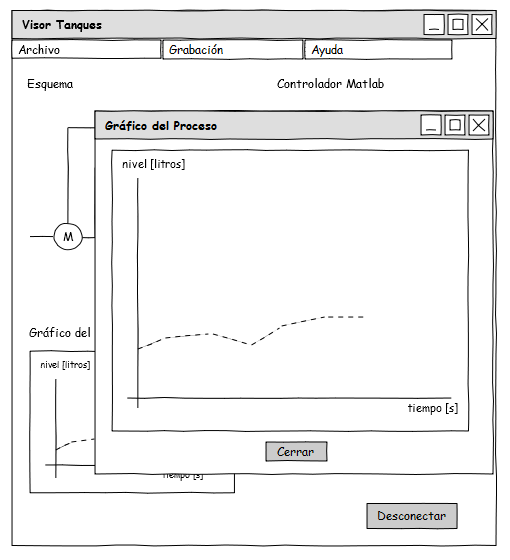 Visor Tanques
Archivo
Grabación
Ayuda
Esquema
Controlador Matlab
Gráfico del Proceso
nivel [litros]
M
Gráfico del
nivel [litros]
tiempo [s]
Cerrar
tiempo [s]
Desconectar